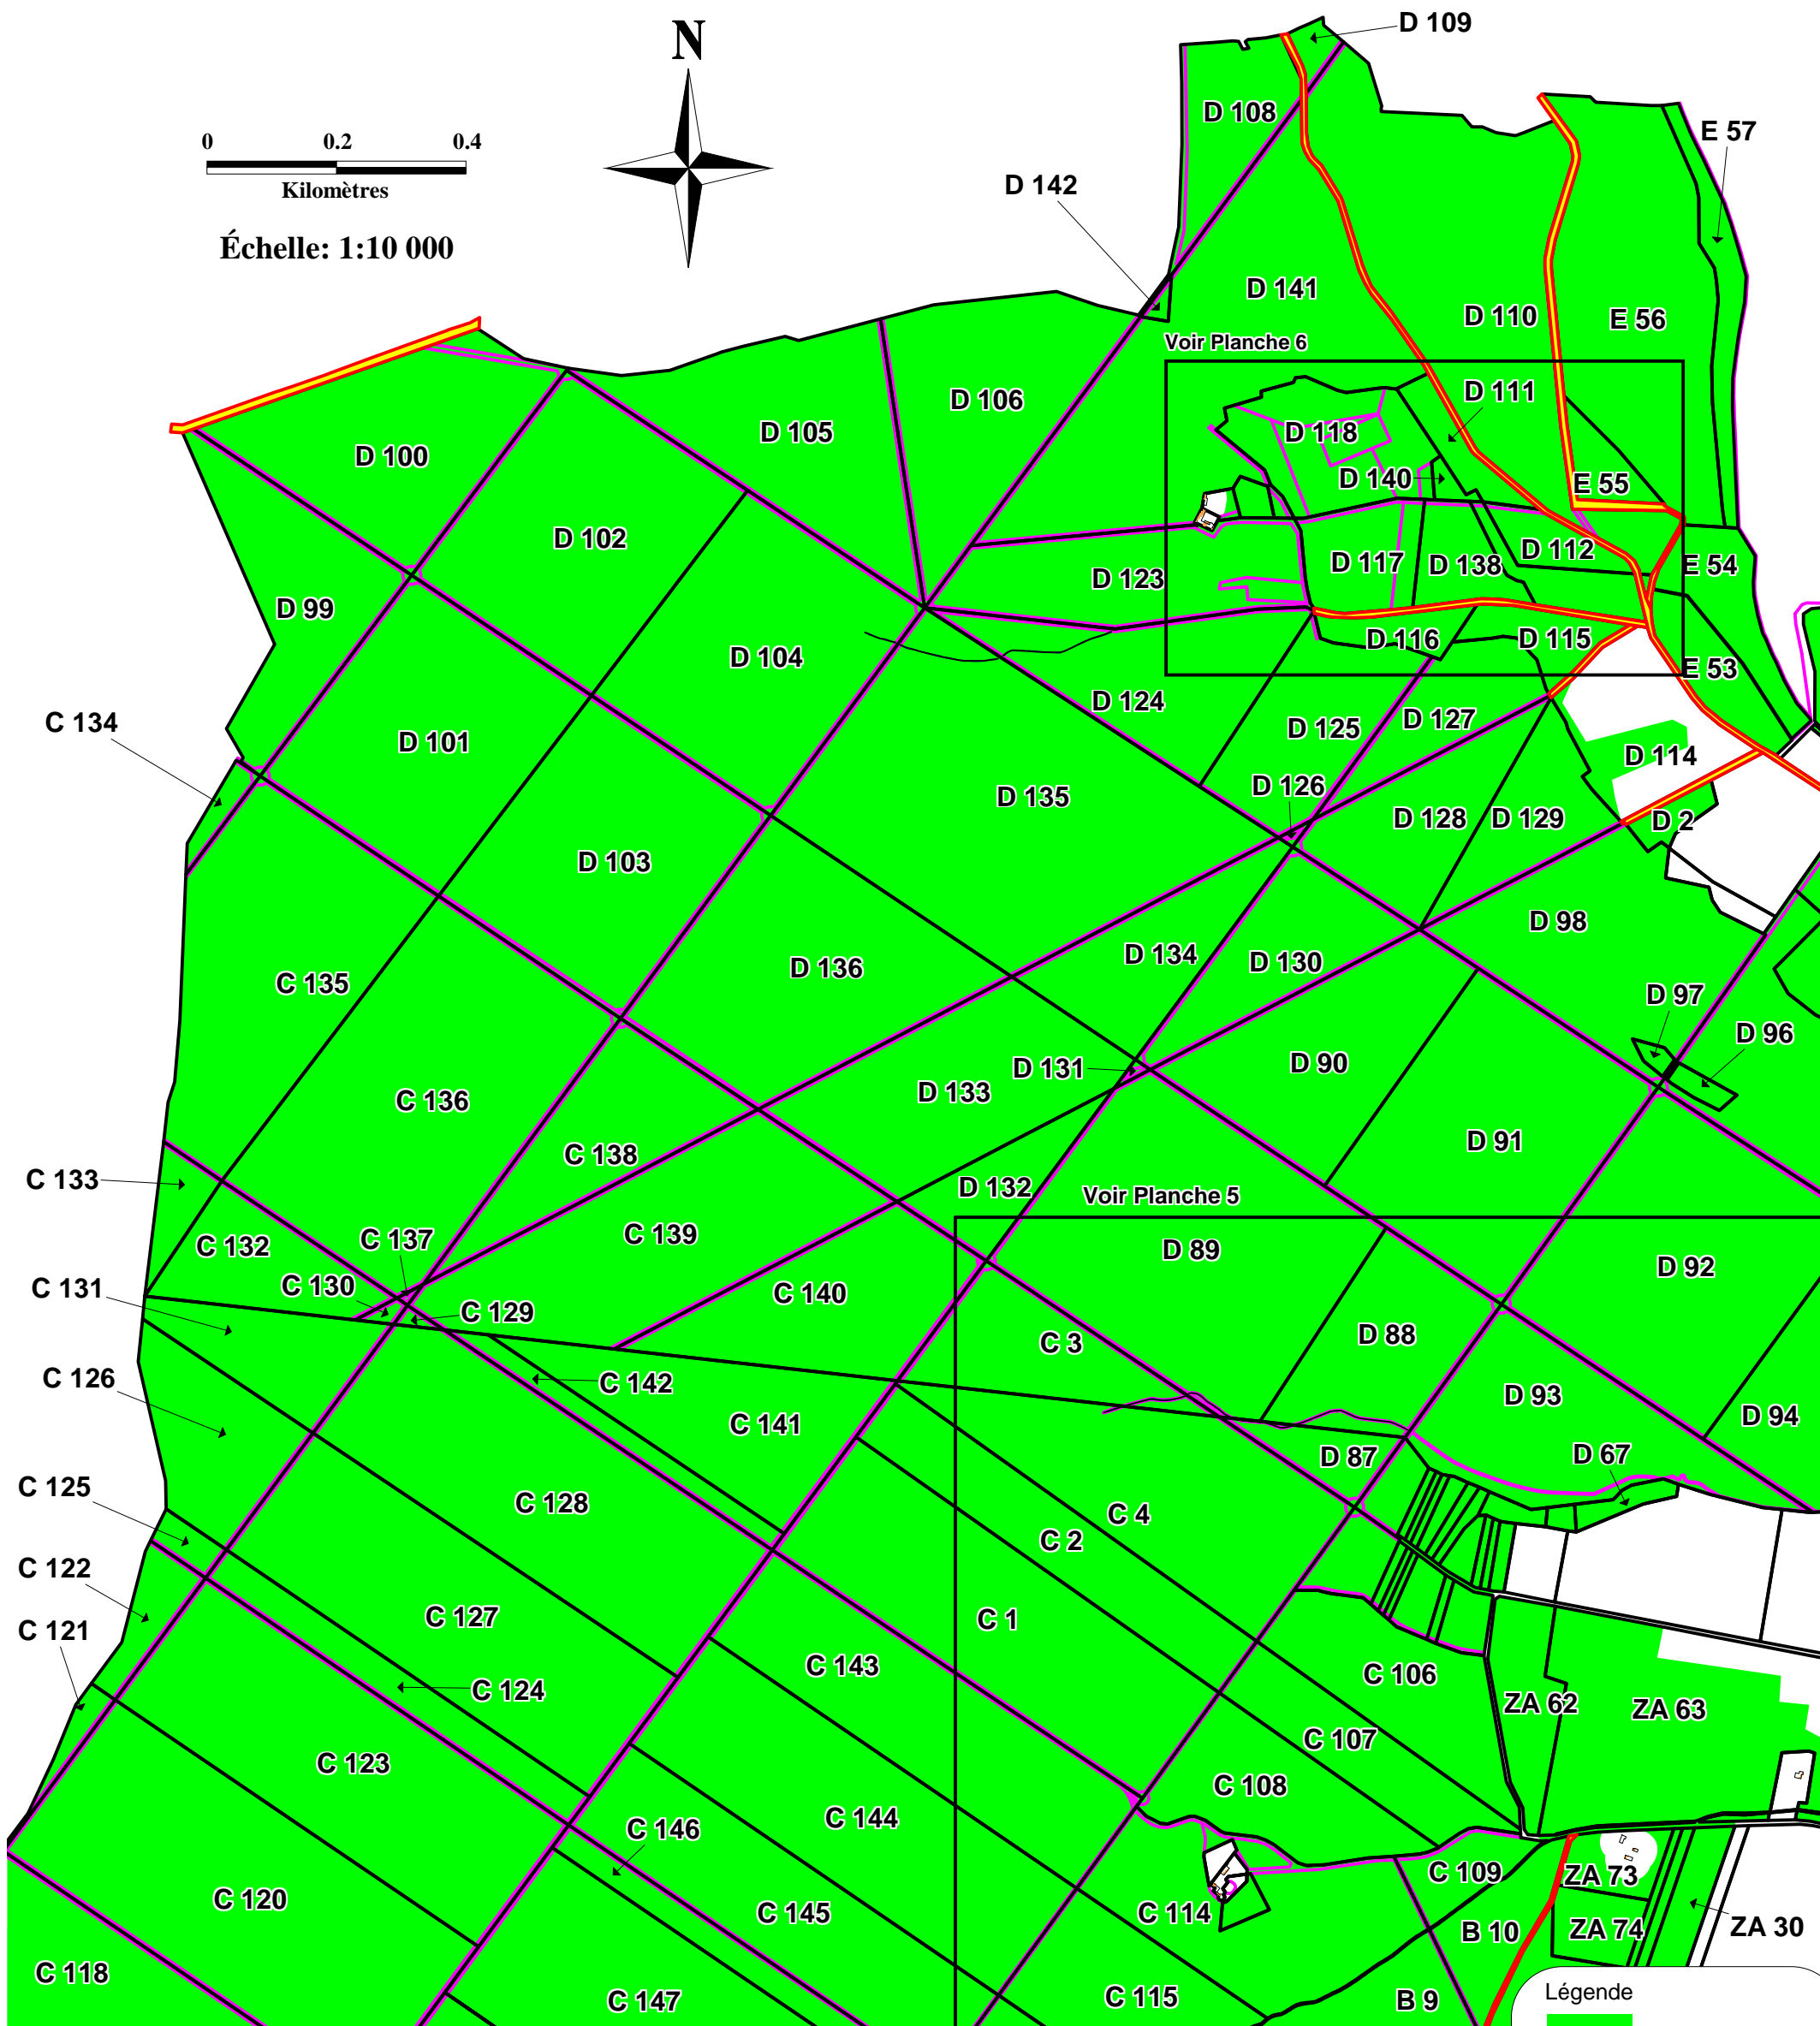 D 109
N
D 108
0 0.2 0.4
Kilomètres
E 57
D 142
Échelle: 1:10 000
D 141
D 110
E 56
Voir Planche 6
D 111
D 106
D 105
D 118
D 100
D 140
E 55
D 102
D 112
D 117
D 138
E 54
D 123
D 99
D 116
D 115
D 104
E 53
D 124
C 134
D 127
D 125
D 101
D 114
D 126
D 135
D 128
D 129
D 2
D 103
D 98
D 134
D 130
D 136
C 135
D 97
D 96
D 90
D 131
D 133
C 136
D 91
C 138
C 133
D 132
Voir Planche 5
C 139
C 137
C 132
D 89
D 92
C 130
C 131
C 140
C 129
D 88
C 3
C 126
C 142
D 93
D 94
C 141
D 87
D 67
C 125
C 128
C 4
C 2
C 122
C 127
C 1
C 121
C 143
C 106
C 124
ZA 62
ZA 63
C 107
C 123
C 108
C 144
C 146
C 109
ZA 73
C 120
C 145
C 114
B 10
ZA 74
ZA 30
C 118
Légende
C 147
C 115
B 9